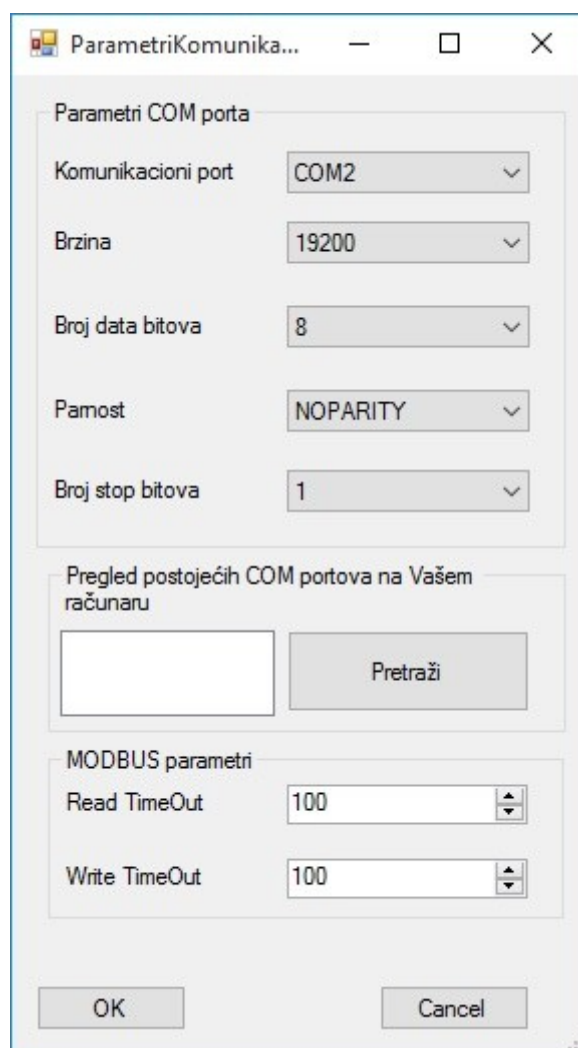 ParametriKomunika...
Parametri COM porta
Komunikacioni port COM2
Brzina 19200
Broj data bitova 8
Parnost NOPARITY
Broj stop bitova 1
Pregled postojećih COM portova na Vašem
računaru
Pretraži
MODBUS parametri
Read TimeOut 100
Write TimeOut 100
OK Cancel